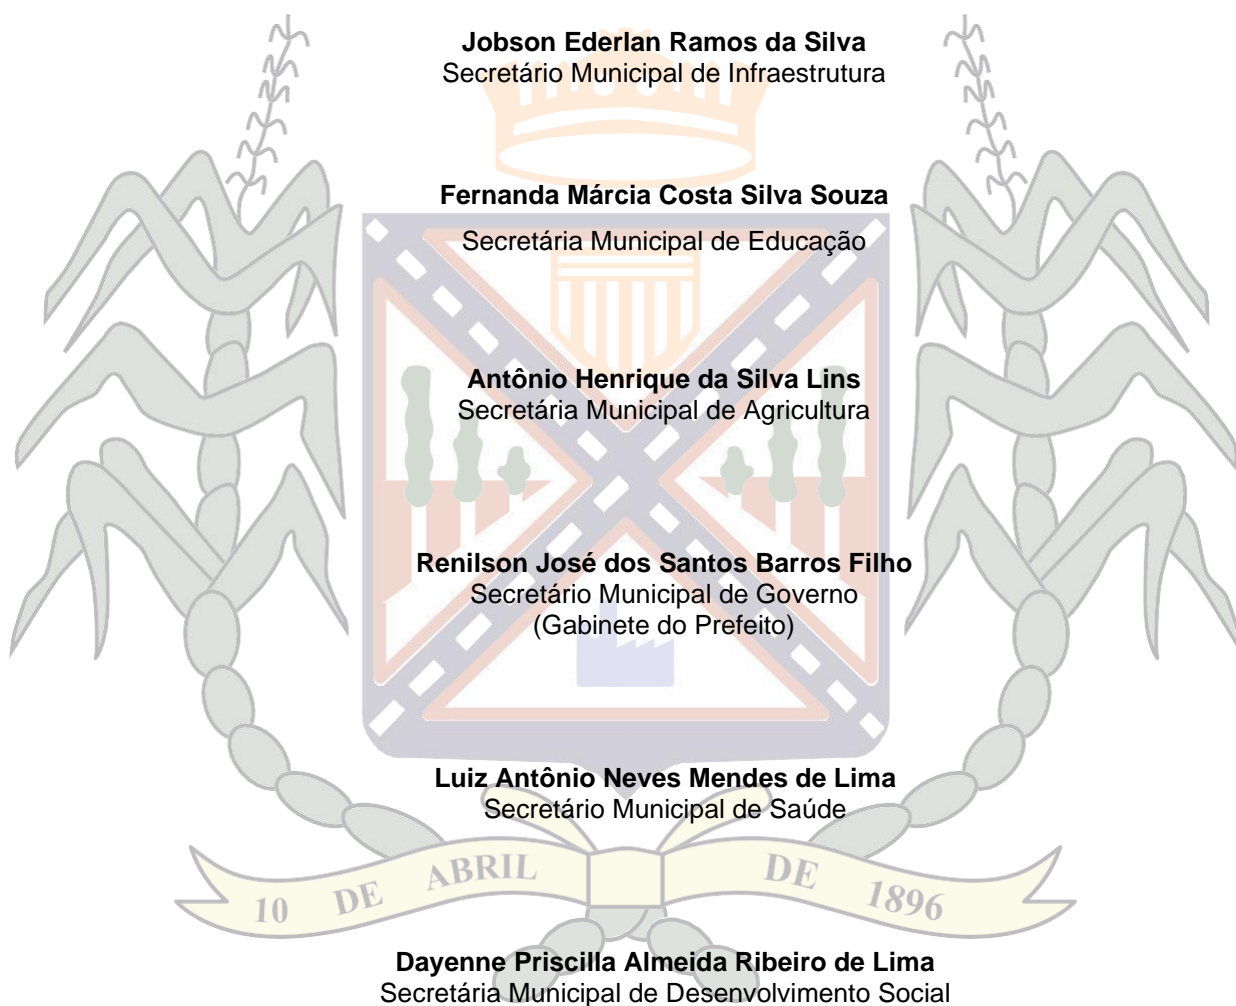 Jobson Ederlan Ramos da Silva
Secretário Municipal de Infraestrutura
Fernanda Márcia Costa Silva Souza
Secretária Municipal de Educação
Antônio Henrique da Silva Lins
Secretária Municipal de Agricultura
Renilson José dos Santos Barros Filho
Secretário Municipal de Governo
(Gabinete do Prefeito)
Luiz Antônio Neves Mendes de Lima
Secretário Municipal de Saúde
10 DE ABRIL DE 1896
Dayenne Priscilla Almeida Ribeiro de Lima
Secretária Municipal de Desenvolvimento Social